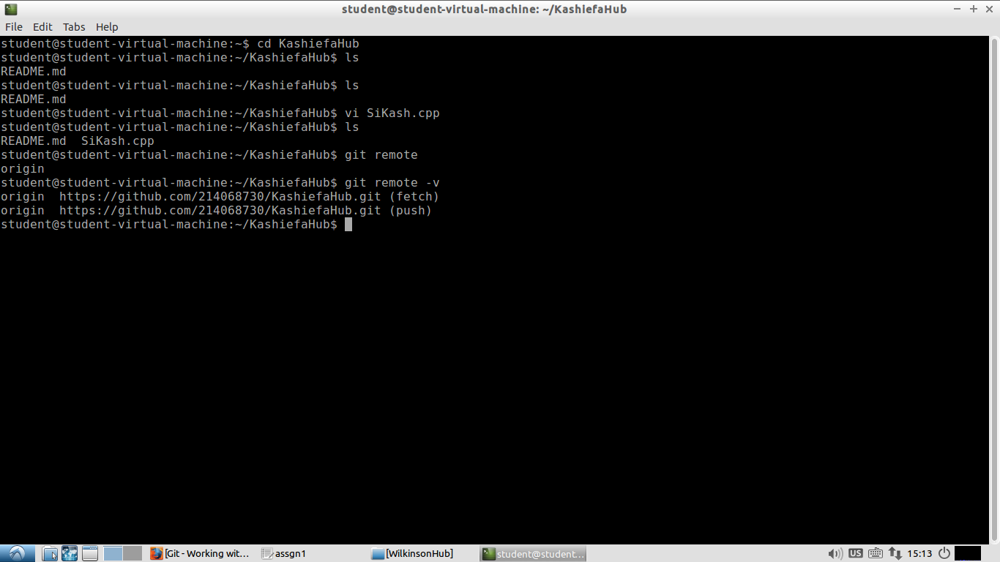 student@student-virtual-machine: ~/KashiefaHub
File Edit Tabs Help
student@student-virtual-machine:~$ cd KashiefaHub
student@student-virtual-machine:~/KashiefaHub$ ls
README.md
student@student-virtual-machine:~/KashiefaHub$ ls
README.md
student@student-virtual-machine:~/KashiefaHub$ vi SiKash.cpp
student@student-virtual-machine:~/KashiefaHub$ ls
README.md  SiKash.cpp
student@student-virtual-machine:~/KashiefaHub$ git remote
origin
student@student-virtual-machine:~/KashiefaHub$ git remote -v
origin  https://github.com/214068730/KashiefaHub.git (fetch)
origin  https://github.com/214068730/KashiefaHub.git (push)
student@student-virtual-machine:~/KashiefaHub$
[Git - Working wit... assgn1 [WilkinsonHub] student@student... US 15:13